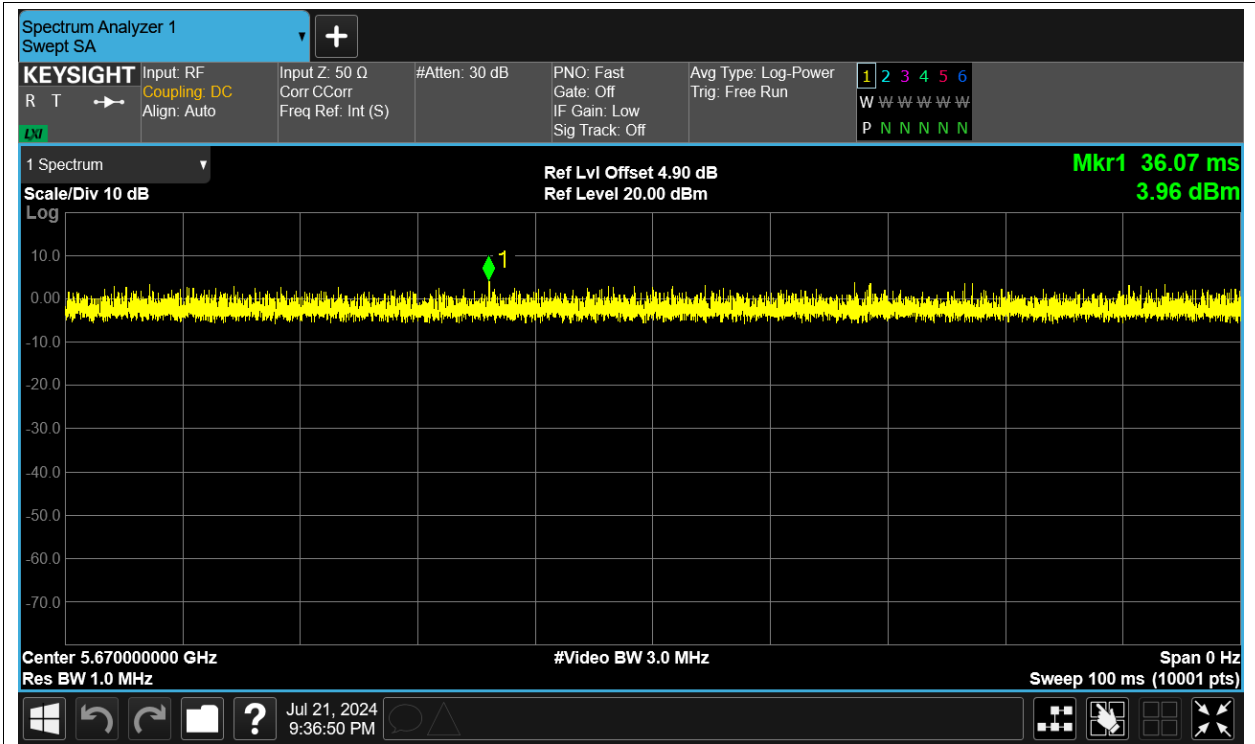 Spectrum Analyzer 1
Swept SA
+
KEYSIGHT
R T
LXI
Input: RF
Coupling: DC
Align: Auto
Input Z: 50 Ω
Corr CCorr
Freq Ref: Int (S)
#Atten: 30 dB
PNO: Fast
Gate: Off
IF Gain: Low
Sig Track: Off
Avg Type: Log-Power
Trig: Free Run
1 2 3 4 5 6
W W W W W W
P N N N N N
1 Spectrum
Scale/Div 10 dB
Ref Lvl Offset 4.90 dB
Ref Level 20.00 dBm
Mkr1 36.07 ms
3.96 dBm
Log
10.0
0.00
-10.0
-20.0
-30.0
-40.0
-50.0
-60.0
-70.0
1
Center 5.670000000 GHz
Res BW 1.0 MHz
#Video BW 3.0 MHz
Span 0 Hz
Sweep 100 ms (10001 pts)
?
Jul 21, 2024
9:36:50 PM